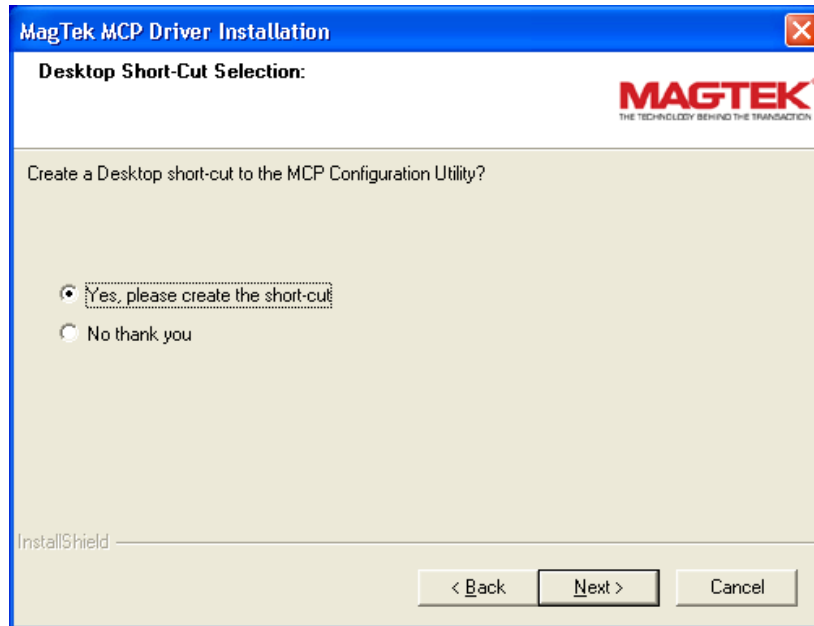 MagTek MCP Driver Installation
Desktop Short-Cut Selection:
MAGTEK
THE TECHNOLOGY BEHIND THE TRANSACTION
Create a Desktop short-cut to the MCP Configuration Utility?
Yes, please create the short-cut
No thank you
InstallShield
< Back Next > Cancel